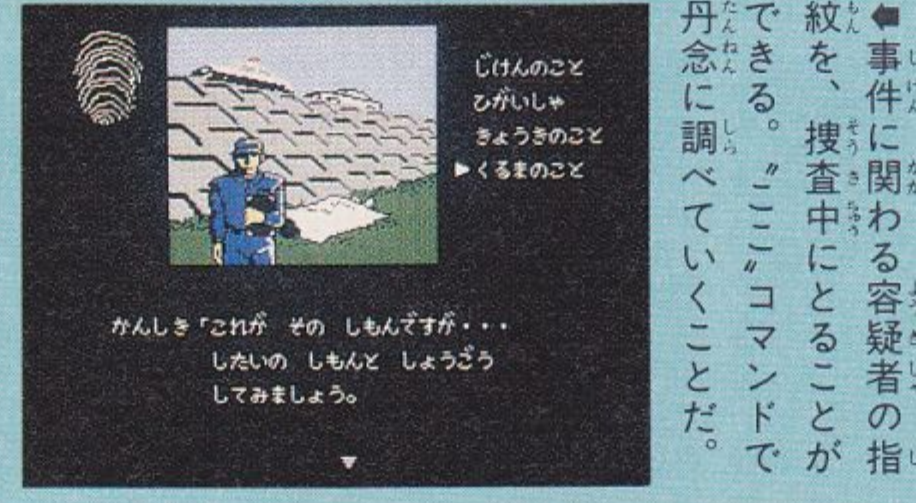 じけんのこと
ひがいしゃ
きょうきのこと
▶くるまのこと
かんしき「これが その しもんですが・・・
したいの しもんと しょうごう
してみましょう。
▼
⬅事件に関わる容疑者の指
紋を、捜査中にとることが
できる。〝ここ〟コマンドで
丹念に調べていくことだ。